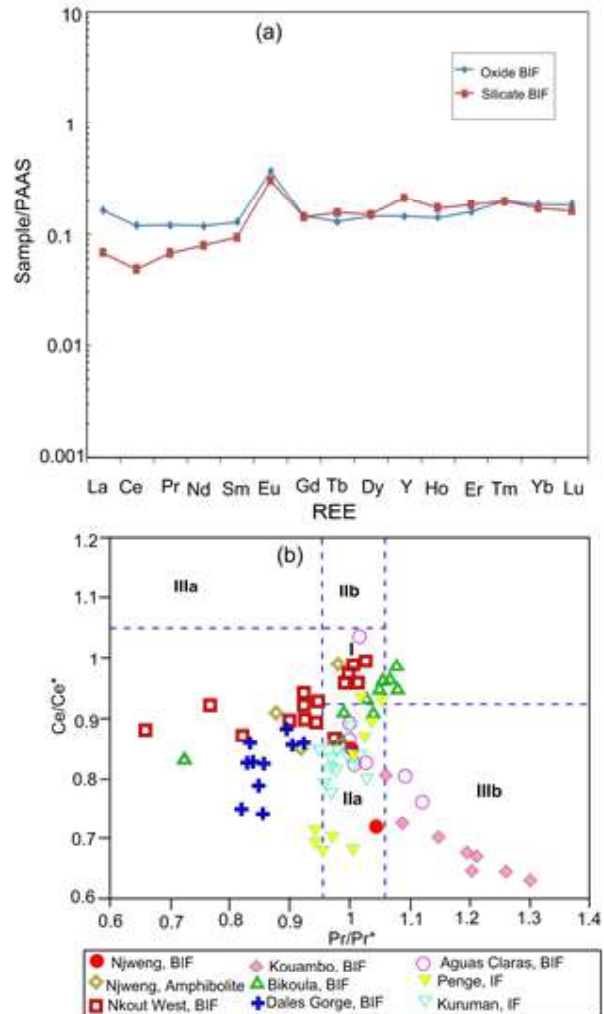 (a)
10
1
0.1
0.01
0.001
Sample/PAAS
Oxide BIF
Silicate BIF
La Ce Pr Nd Sm Eu Gd Tb Dy Y Ho Er Tm Yb Lu
REE
(b)
1.2
1.1
1
0.9
0.8
0.7
0.6
Ce/Ce*
IIIa
IIb
I
IIa
IIIb
0.6 0.7 0.8 0.9 1 1.1 1.2 1.3 1.4
Pr/Pr*
Njweng, BIF
Njweng, Amphibolite
Nkout West, BIF
Kouambo, BIF
Bikoula, BIF
Dales Gorge, BIF
Aguas Claras, BIF
Penge, IF
Kuruman, IF